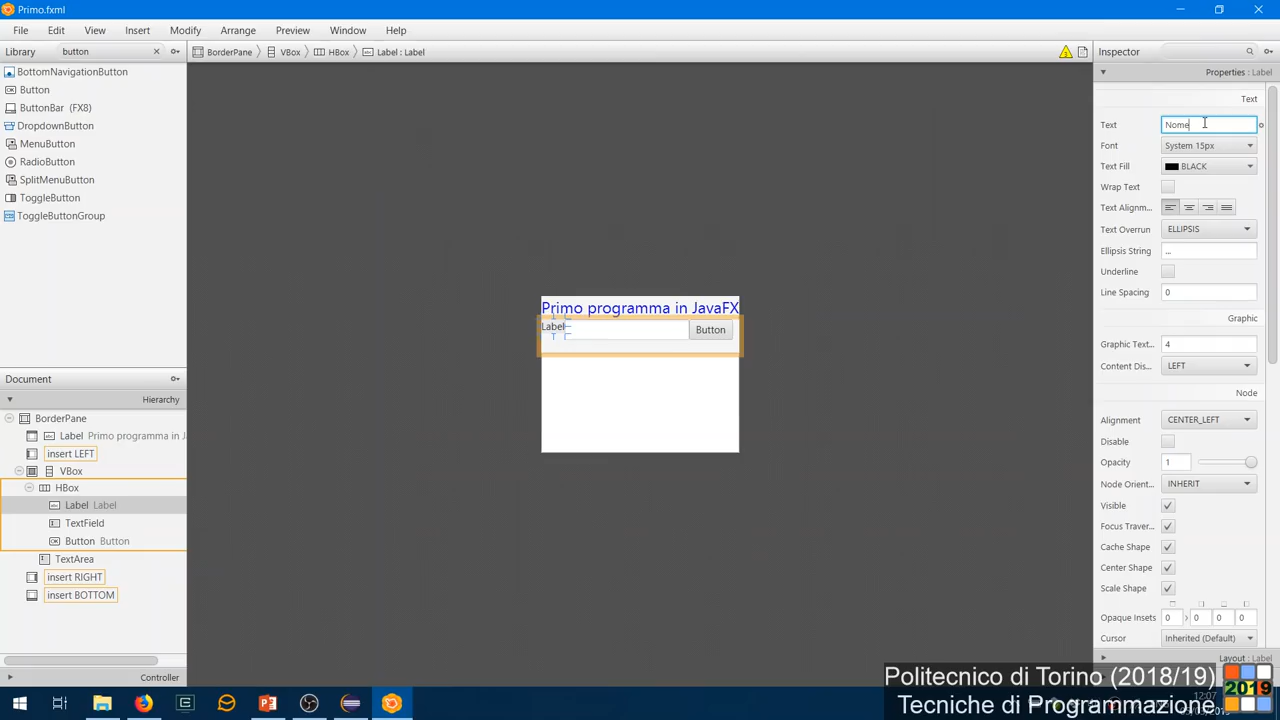 Primo.fxml
File Edit View Insert Modify Arrange Preview Window Help
Library button
BorderPane VBox HBox Label : Label
Inspector
BottomNavigationButton
Button
ButtonBar (FX8)
DropdownButton
MenuButton
RadioButton
SplitMenuButton
ToggleButton
ToggleButtonGroup
Primo programma in JavaFX
Label Button
Document
Hierarchy
BorderPane
Label Primo programma in J
insert LEFT
VBox
HBox
Label Label
TextField
Button Button
TextArea
insert RIGHT
insert BOTTOM
Controller
Properties : Label
Text
Text Nome
Font System 15px
Text Fill BLACK
Wrap Text
Text Alignm...
Text Overrun ELLIPSIS
Ellipsis String ...
Underline
Line Spacing 0
Graphic
Graphic Text... 4
Content Dis... LEFT
Node
Alignment CENTER_LEFT
Disable
Opacity 1
Node Orient... INHERIT
Visible
Focus Traver...
Cache Shape
Center Shape
Scale Shape
Opaque Insets 0 0 0 0
Cursor Inherited (Default)
Layout : Label
Politecnico di Torino (2018/19)
Tecniche di Programmazione
12:07
2019